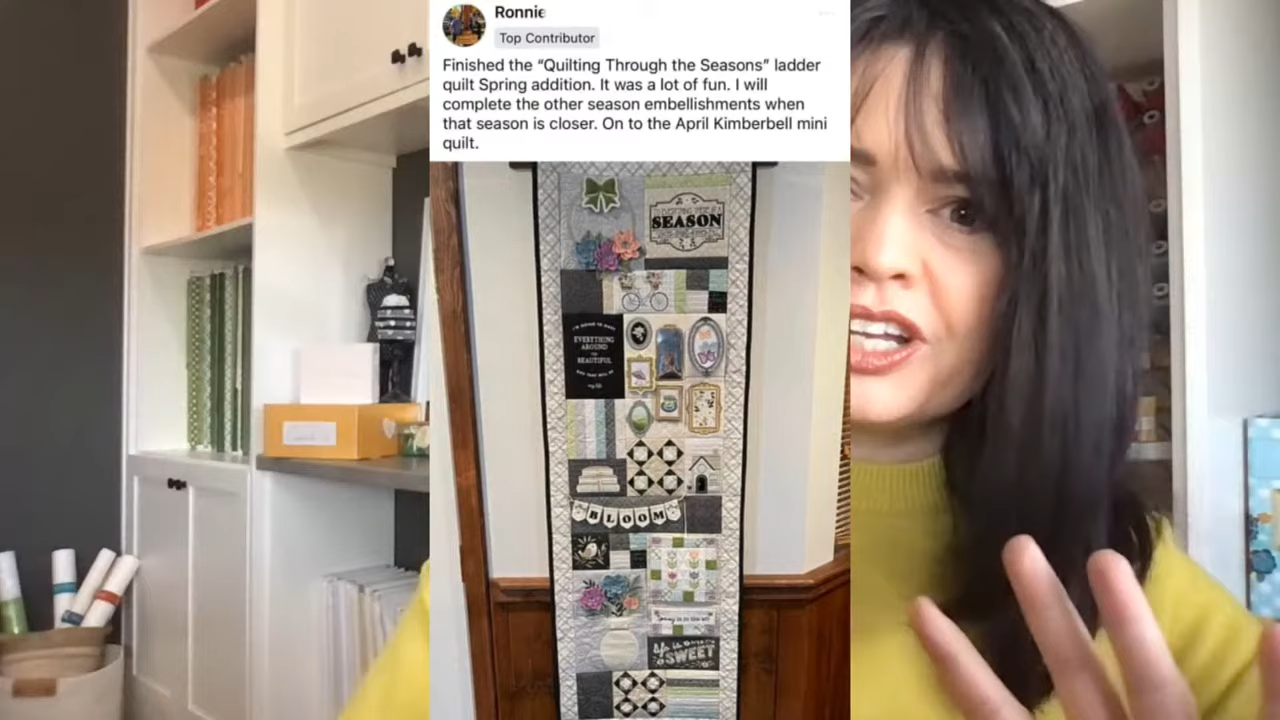 Ronnie
Top Contributor
Finished the “Quilting Through the Seasons” ladder
quilt Spring addition. It was a lot of fun. I will
complete the other season embellishments when
that season is closer. On to the April Kimberbell mini
quilt.
SEASON
EVERYTHING
AROUND
BEAUTIFUL
BLOOM
SWEET